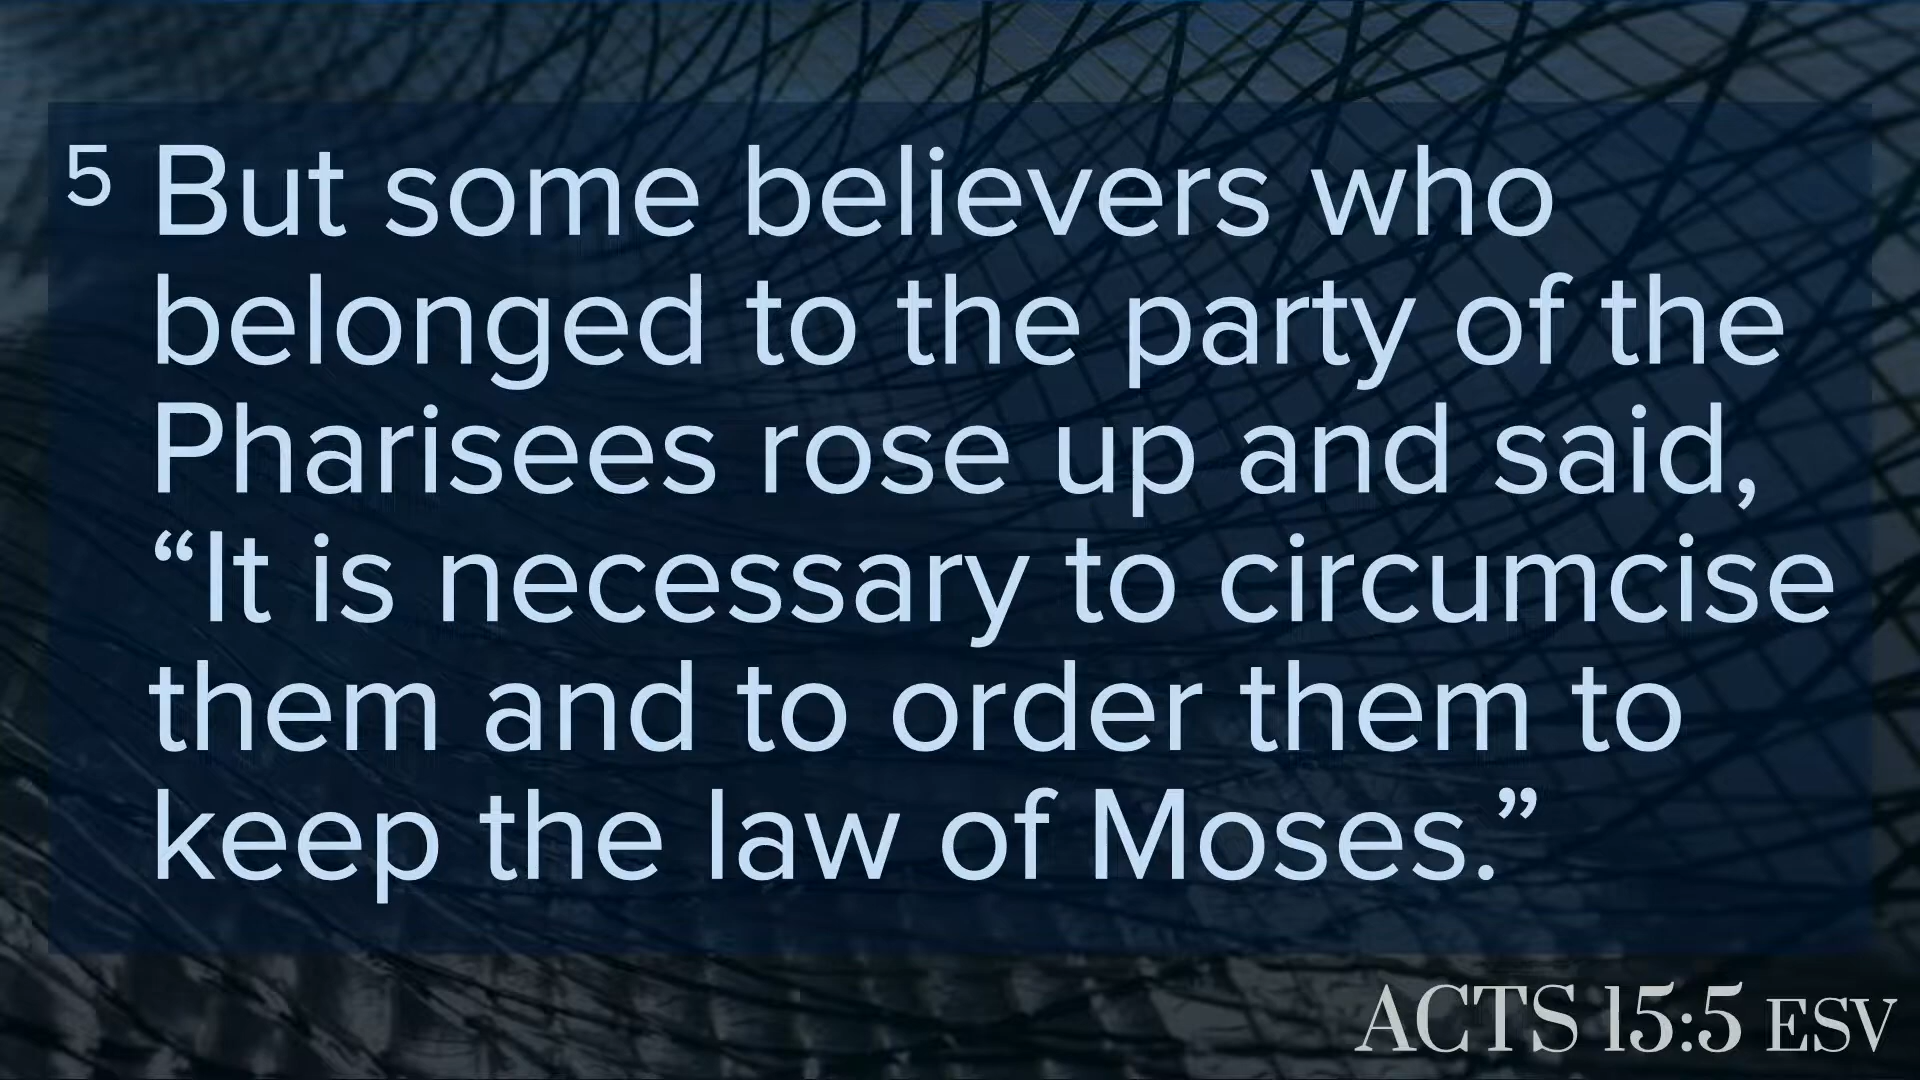 5 But some believers who
belonged to the party of the
Pharisees rose up and said,
“It is necessary to circumcise
them and to order them to
keep the law of Moses.”
ACTS 15:5 ESV